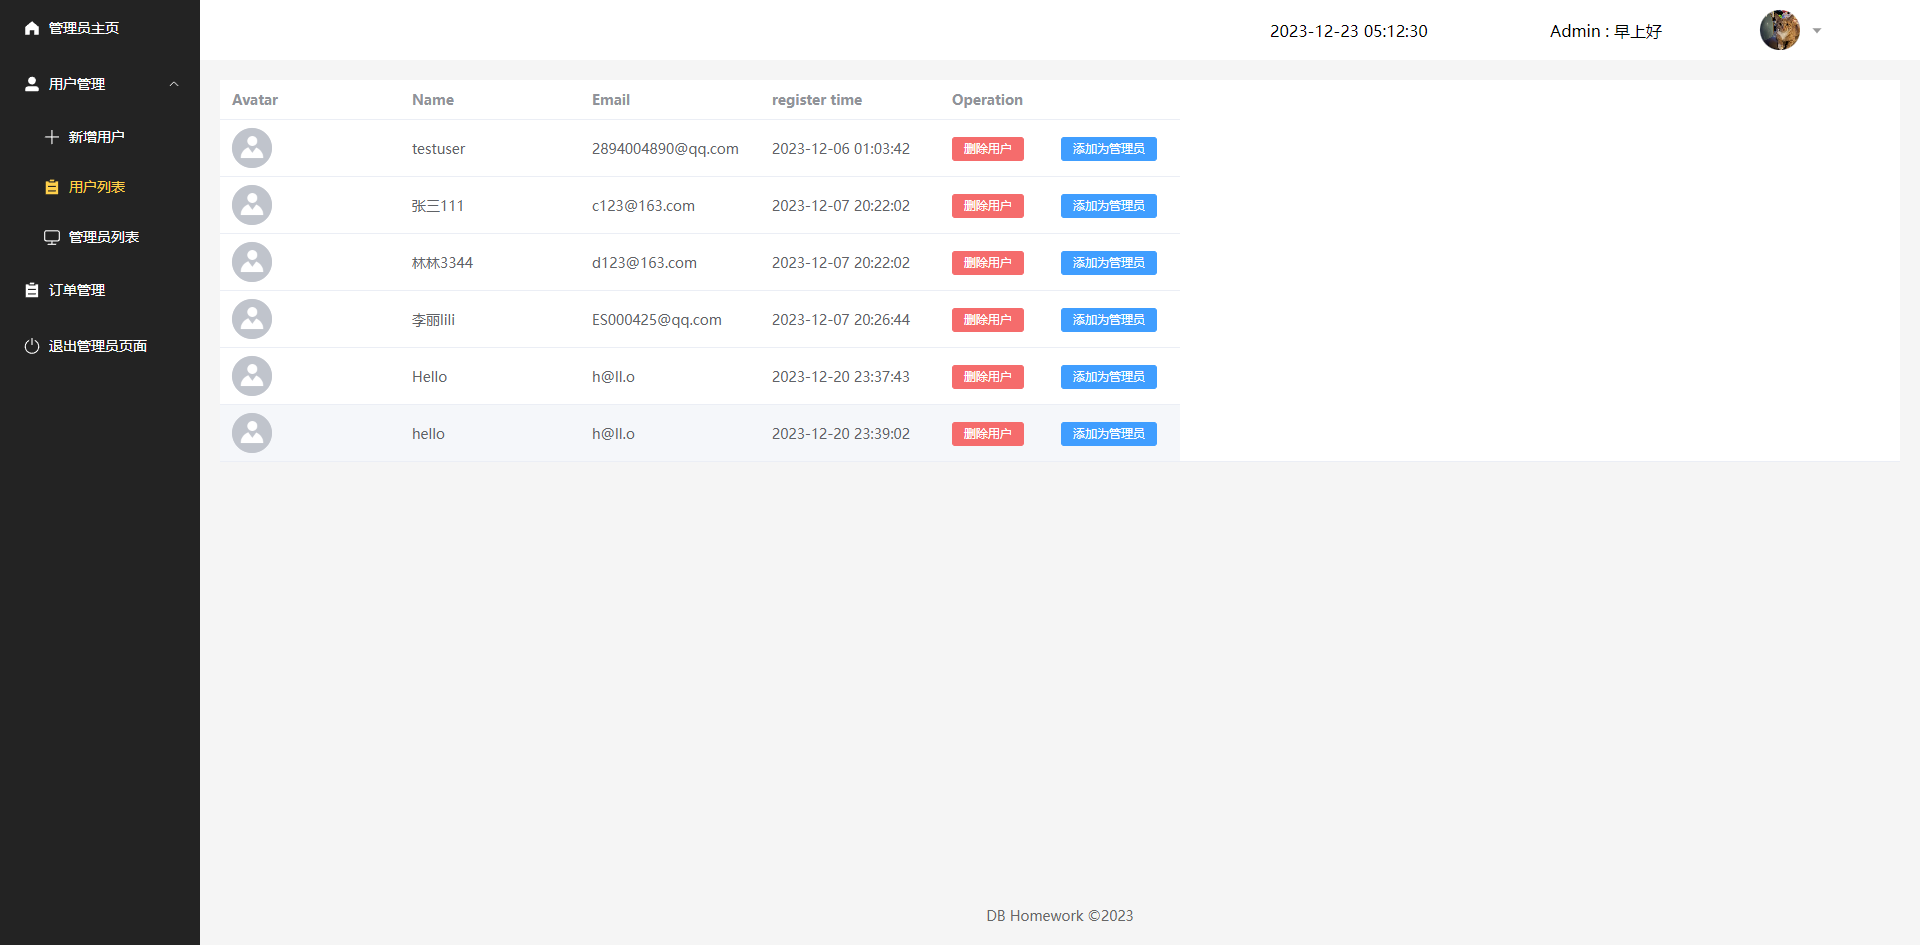 管理员主页
用户管理
新增用户
用户列表
管理员列表
订单管理
退出管理员页面
2023-12-23 05:12:30 Admin : 早上好
Avatar Name Email register time Operation
testuser 2894004890@qq.com 2023-12-06 01:03:42 删除用户 添加为管理员
张三111 c123@163.com 2023-12-07 20:22:02 删除用户 添加为管理员
林林3344 d123@163.com 2023-12-07 20:22:02 删除用户 添加为管理员
李丽lili ES000425@qq.com 2023-12-07 20:26:44 删除用户 添加为管理员
Hello h@ll.o 2023-12-20 23:37:43 删除用户 添加为管理员
hello h@ll.o 2023-12-20 23:39:02 删除用户 添加为管理员
DB Homework ©2023